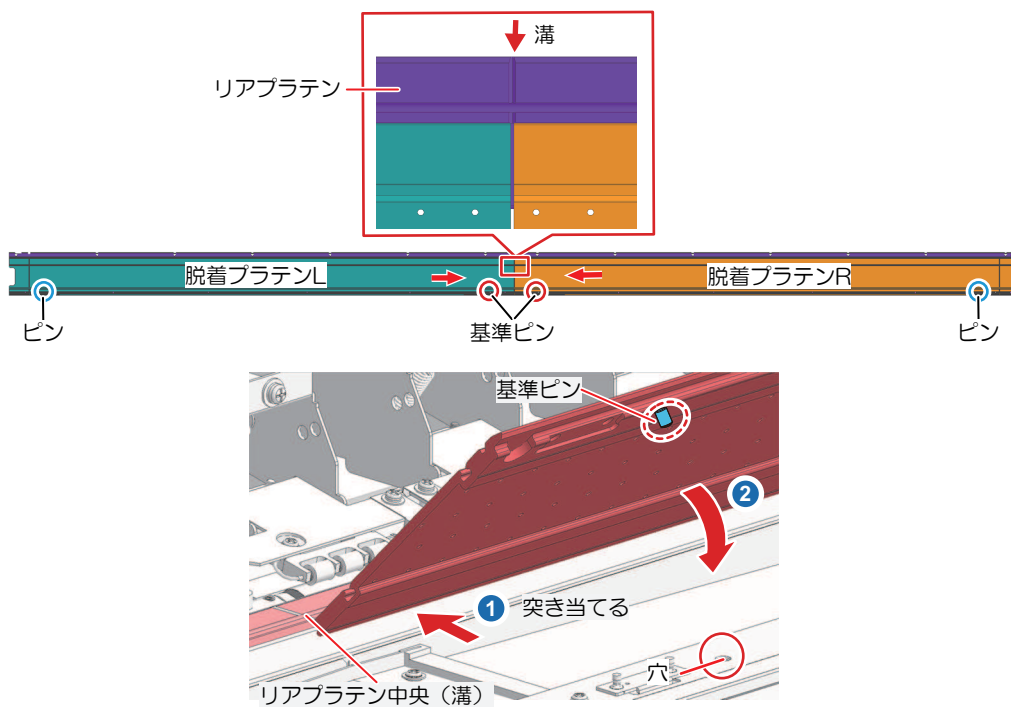 溝
リアプラテン
脱着プラテンL
脱着プラテンR
ピン
基準ピン
ピン
基準ピン
2
1 突き当てる
穴
リアプラテン中央（溝）